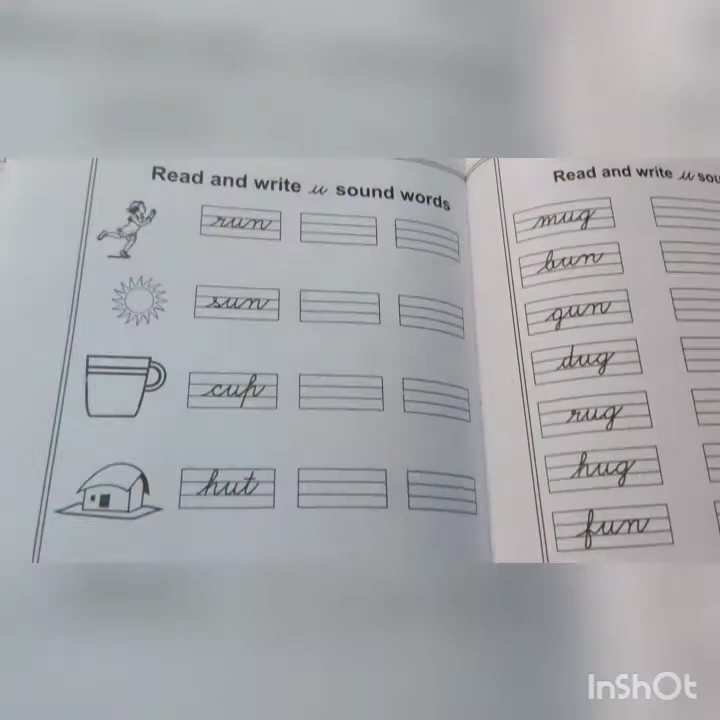 Read and write u sound words
run
sun
cup
hut
Read and write u sou
mug
bun
gun
dug
rug
hug
fun
InShOt